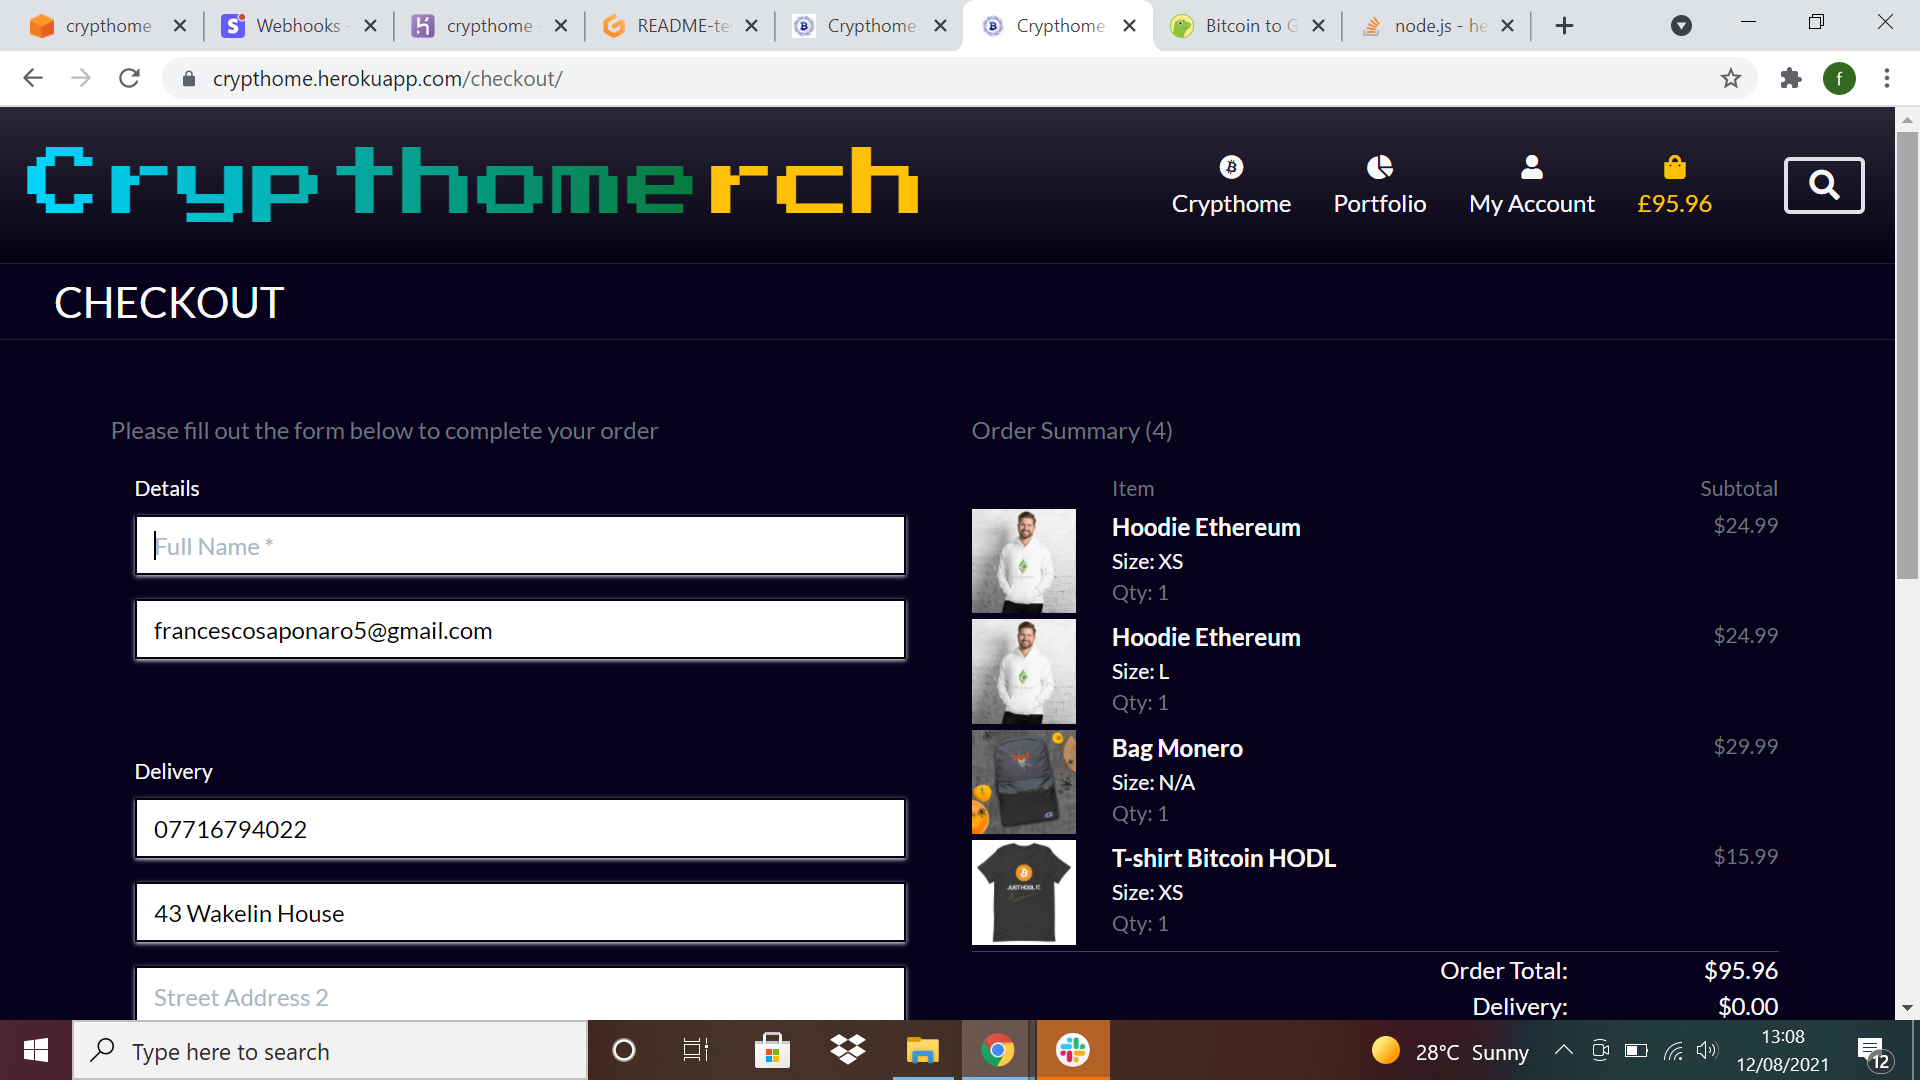 crypthome
Webhooks -
crypthome
README-te
Crypthome
Crypthome
Bitcoin to G
node.js - he
crypthome.herokuapp.com/checkout/
f
Crypthomerch
Crypthome
Portfolio
My Account
£95.96
CHECKOUT
Please fill out the form below to complete your order
Details
Full Name *
francescosaponaro5@gmail.com
Delivery
07716794022
43 Wakelin House
Street Address 2
Order Summary (4)
Item Subtotal
Hoodie Ethereum $24.99
Size: XS
Qty: 1
Hoodie Ethereum $24.99
Size: L
Qty: 1
Bag Monero $29.99
Size: N/A
Qty: 1
T-shirt Bitcoin HODL $15.99
Size: XS
Qty: 1
JUST HODL IT.
Order Total: $95.96
Delivery: $0.00
Type here to search
28°C Sunny
13:08
12/08/2021
12